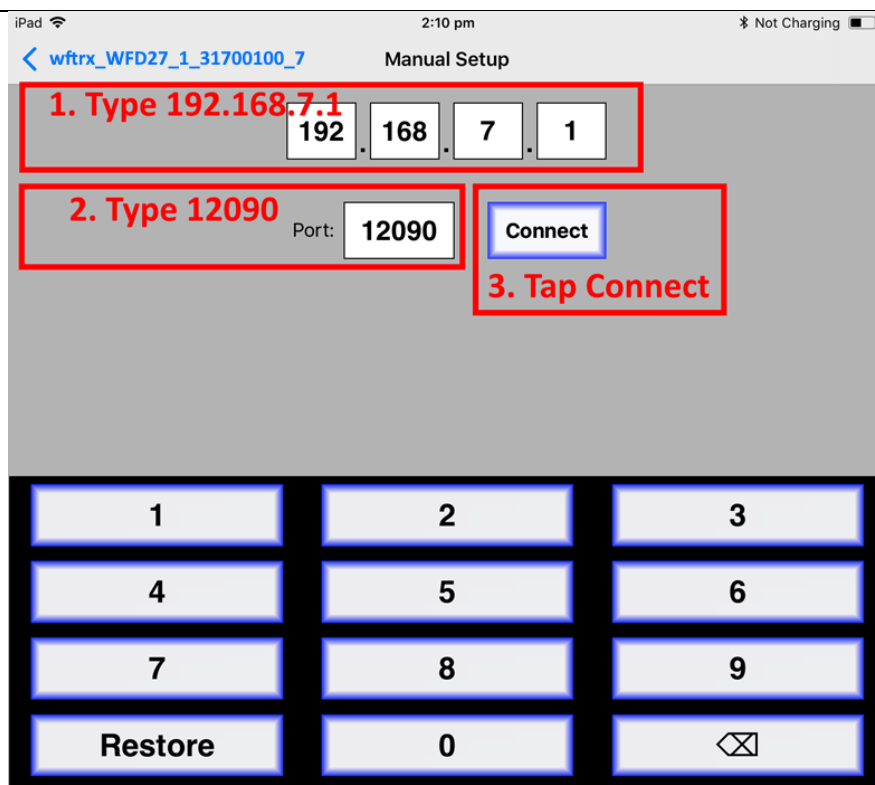 iPad 2:10 pm Not Charging
wftrx_WFD27_1_31700100_7 Manual Setup
1. Type 192.168.7.1
192 . 168 . 7 . 1
2. Type 12090
Port: 12090 Connect
3. Tap Connect
1 2 3
4 5 6
7 8 9
Restore 0